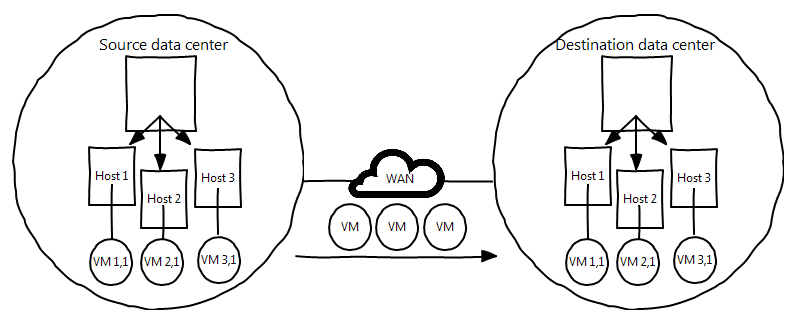 Source data center
Host 1
Host 2
Host 3
VM 1,1
VM 2,1
VM 3,1
WAN
VM
VM
VM
Destination data center
Host 1
Host 2
Host 3
VM 1,1
VM 2,1
VM 3,1